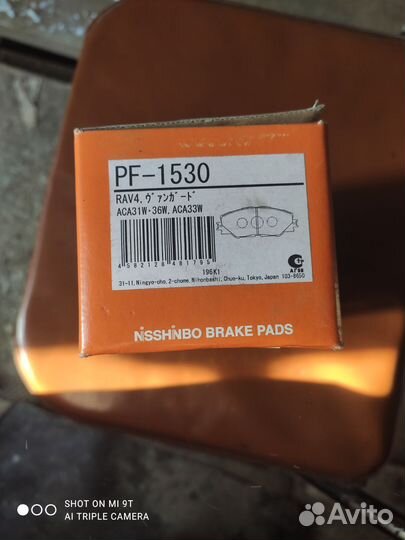 PF-1530
RAV4.ヴァンガード
ACA31W・36W, ACA33W
4582128481795
196K1
31-11, Ningyo-cho, 2-chome, Nihonbashi, Chuo-ku, Tokyo, Japan 103-8650
NISSHINBO BRAKE PADS
SHOT ON MI 9T
AI TRIPLE CAMERA
Avito